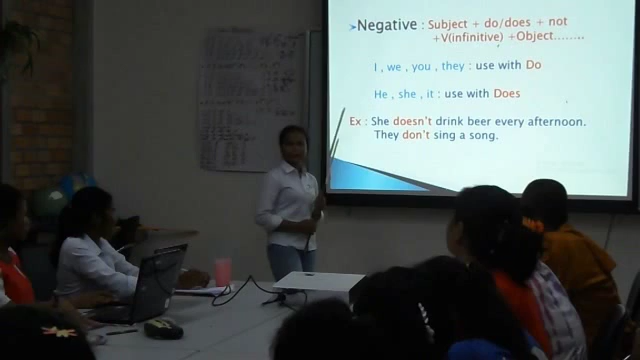 ➢Negative : Subject + do/does + not
+V(infinitive) +Object……..
I , we , you , they : use with Do
He , she , it : use with Does
Ex : She doesn't drink beer every afternoon.
They don't sing a song.